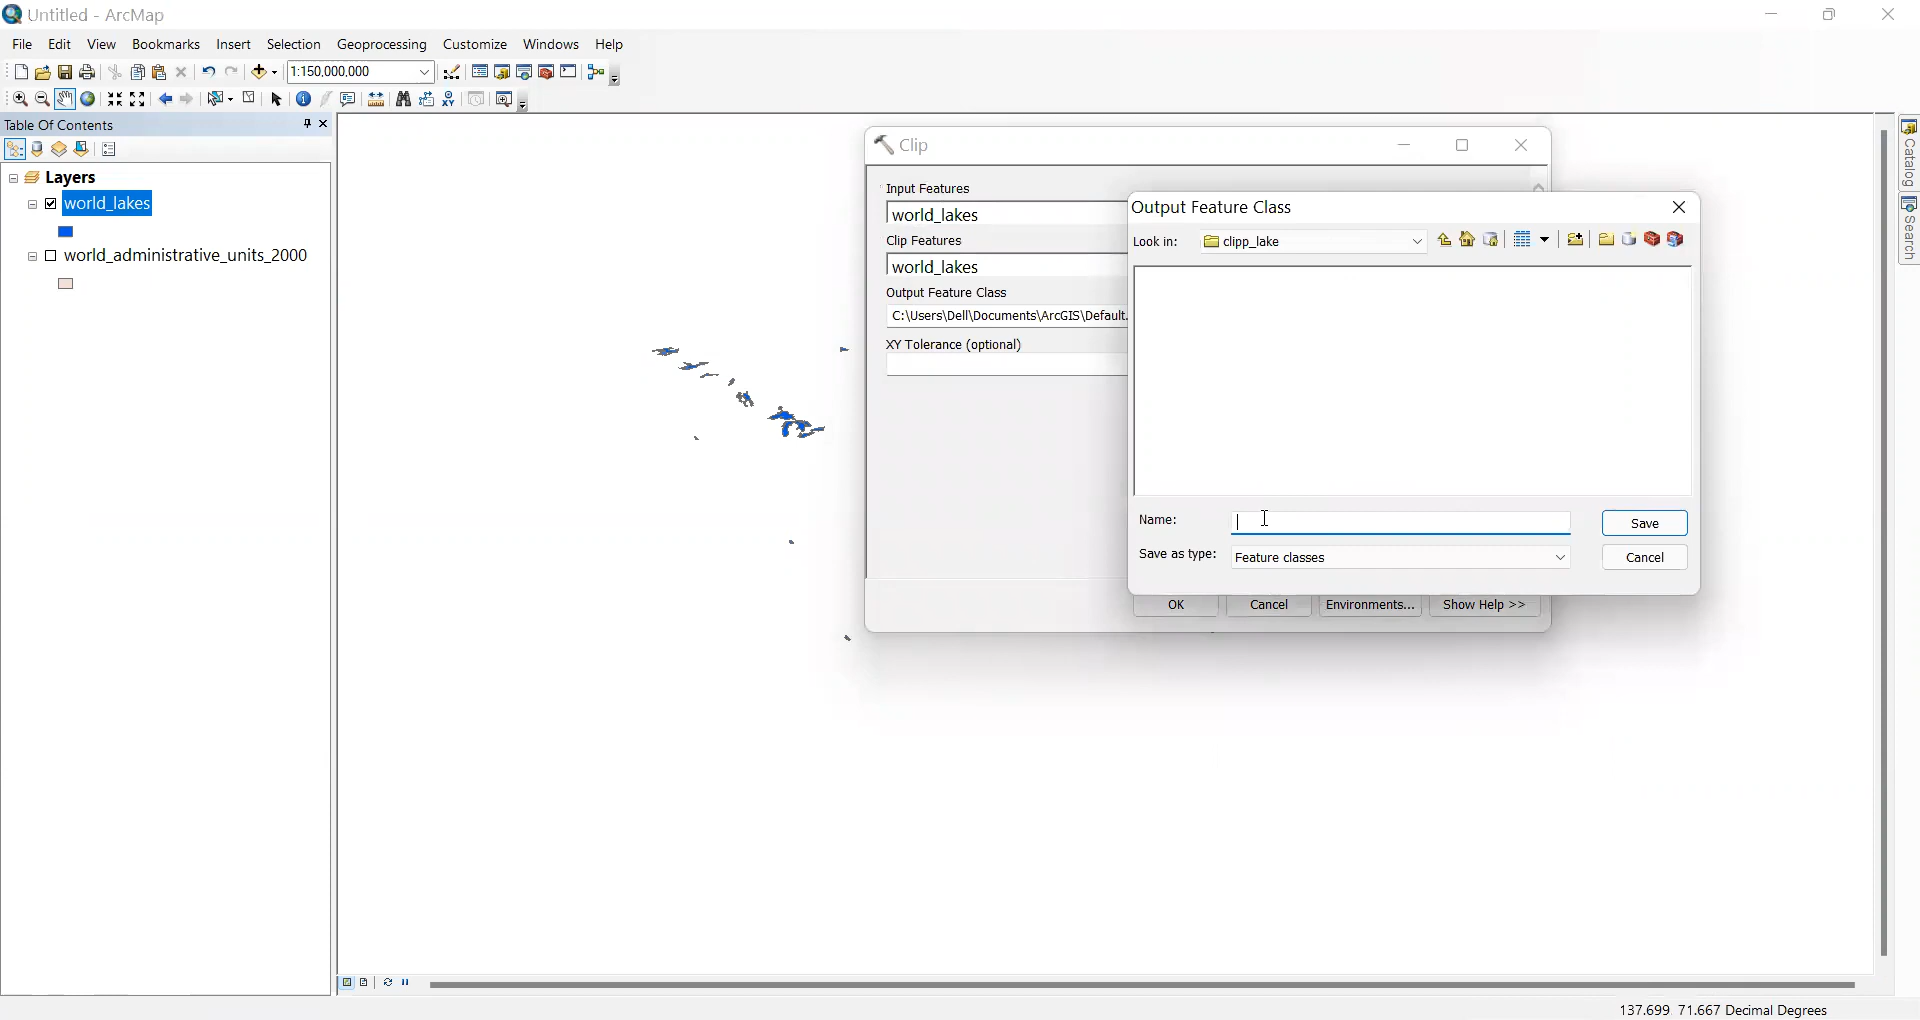 Untitled - ArcMap
File Edit View Bookmarks Insert Selection Geoprocessing Customize Windows Help
1:150,000,000
Table Of Contents
Layers
world_lakes
world_administrative_units_2000
Clip
Input Features
world_lakes
Clip Features
world_lakes
Output Feature Class
C:\Users\Dell\Documents\ArcGIS\Default.
XY Tolerance (optional)
OK Cancel Environments... Show Help >>
Output Feature Class
Look in: clipp_lake
Name: Save
Save as type: Feature classes Cancel
Catalog
Search
137.699 71.667 Decimal Degrees